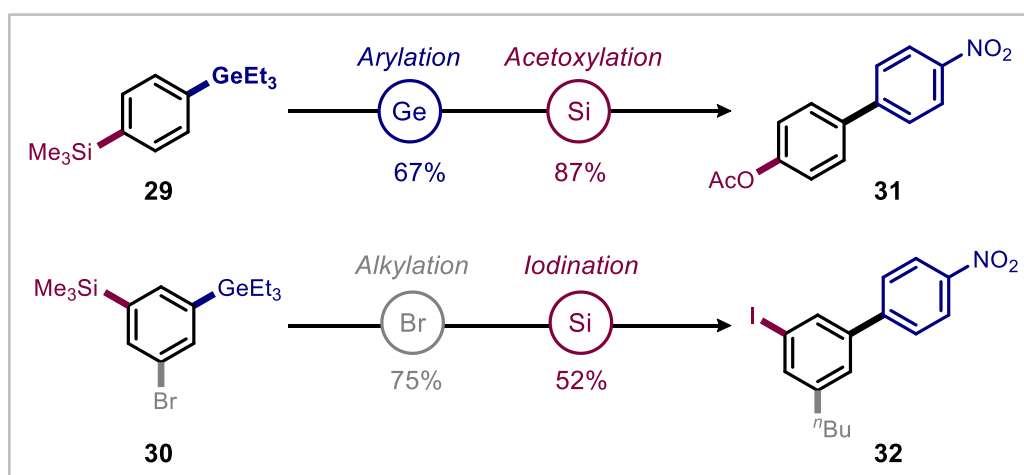 Arylation Acetoxylation
GeEt₃ NO₂
Ge Si
Me₃Si 67% 87% AcO
29 31
Alkylation Iodination
Me₃Si GeEt₃ NO₂
Br Si I
75% 52%
Br ⁿBu
30 32